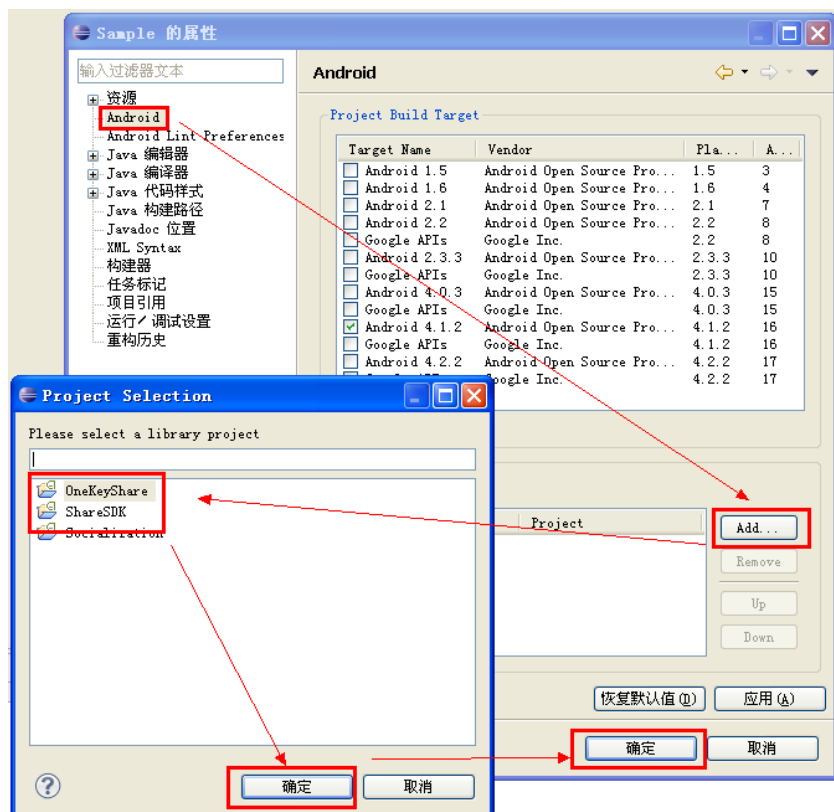 Sample 的属性
输入过滤器文本
资源
Android
Android Lint Preferences
Java 编辑器
Java 编译器
Java 代码样式
Java 构建路径
Javadoc 位置
XML Syntax
构建器
任务标记
项目引用
运行/调试设置
重构历史
Android
Project Build Target
Target Name Vendor Pla... A...
Android 1.5 Android Open Source Pro... 1.5 3
Android 1.6 Android Open Source Pro... 1.6 4
Android 2.1 Android Open Source Pro... 2.1 7
Android 2.2 Android Open Source Pro... 2.2 8
Google APIs Google Inc. 2.2 8
Android 2.3.3 Android Open Source Pro... 2.3.3 10
Google APIs Google Inc. 2.3.3 10
Android 4.0.3 Android Open Source Pro... 4.0.3 15
Google APIs Google Inc. 4.0.3 15
Android 4.1.2 Android Open Source Pro... 4.1.2 16
Google APIs Google Inc. 4.1.2 16
Android 4.2.2 Android Open Source Pro... 4.2.2 17
Google Inc. 4.2.2 17
Project
Add...
Remove
Up
Down
恢复默认值(D) 应用(A)
确定 取消
Project Selection
Please select a library project
OneKeyShare
ShareSDK
Socialization
确定 取消